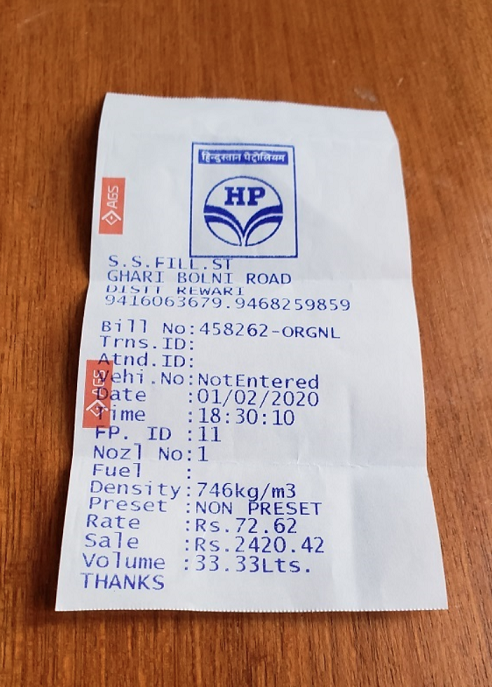 हिन्दुस्तान पेट्रोलियम
HP
AGS
S.S.FILL.ST
GHARI BOLNI ROAD
DISTT REWARI
9416063679.9468259859
Bill No:458262-ORGNL
Trns.ID:
Atnd.ID:
Vehi.No:NotEntered
AGS
Date :01/02/2020
Time :18:30:10
FP. ID :11
Nozl No:1
Fuel :
Density:746kg/m3
Preset :NON PRESET
Rate :Rs.72.62
Sale :Rs.2420.42
Volume :33.33Lts.
THANKS